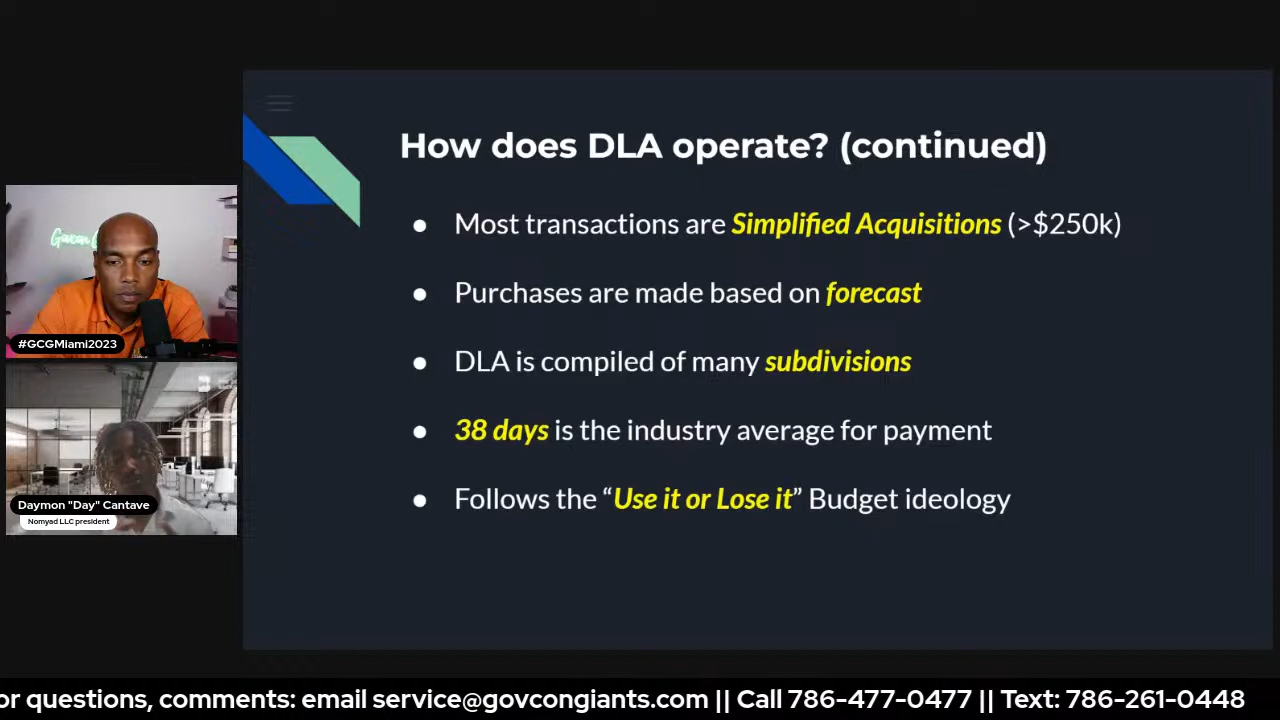 How does DLA operate? (continued)
● Most transactions are Simplified Acquisitions (>$250k)
● Purchases are made based on forecast
● DLA is compiled of many subdivisions
● 38 days is the industry average for payment
● Follows the “Use it or Lose it” Budget ideology
#GCGMiami2023
Daymon "Day" Cantave
Nomyad LLC president
or questions, comments: email service@govcongiants.com || Call 786-477-0477 || Text: 786-261-0448